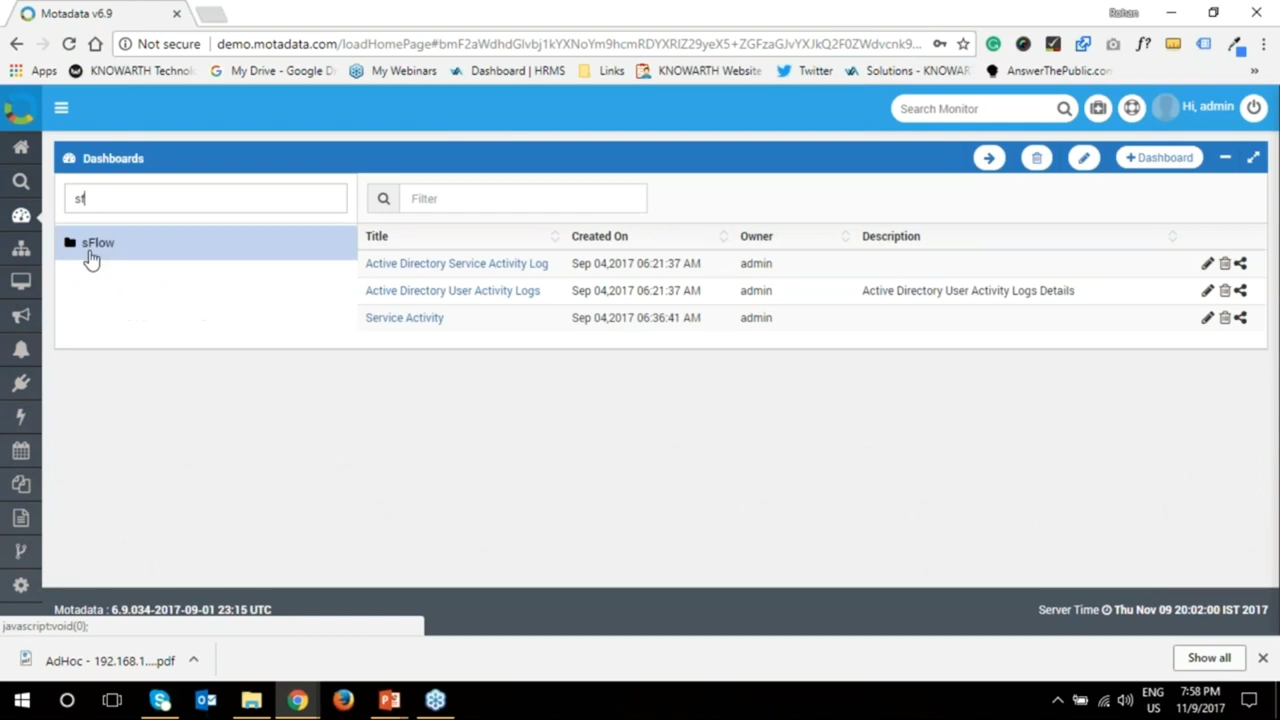 Motadata v6.9
Rohan
Not secure demo.motadata.com/loadHomePage#bmF2aWdhdGlvbj1kYXNoYm9hcmRDYXRlZ29yeX5+ZGFzaGJvYXJkQ2F0ZWdvcnk9...
Apps KNOWARTH Technol My Drive - Google D My Webinars Dashboard | HRMS Links KNOWARTH Website Twitter Solutions - KNOWAR AnswerThePublic.con »
Search Monitor Hi, admin
Dashboards +Dashboard
sf Filter
sFlow
Title Created On Owner Description
Active Directory Service Activity Log Sep 04,2017 06:21:37 AM admin
Active Directory User Activity Logs Sep 04,2017 06:21:37 AM admin Active Directory User Activity Logs Details
Service Activity Sep 04,2017 06:36:41 AM admin
Motadata : 6.9.034-2017-09-01 23:15 UTC Server Time Thu Nov 09 20:02:00 IST 2017
javascript:void(0);
AdHoc - 192.168.1....pdf Show all
ENG 7:58 PM
US 11/9/2017